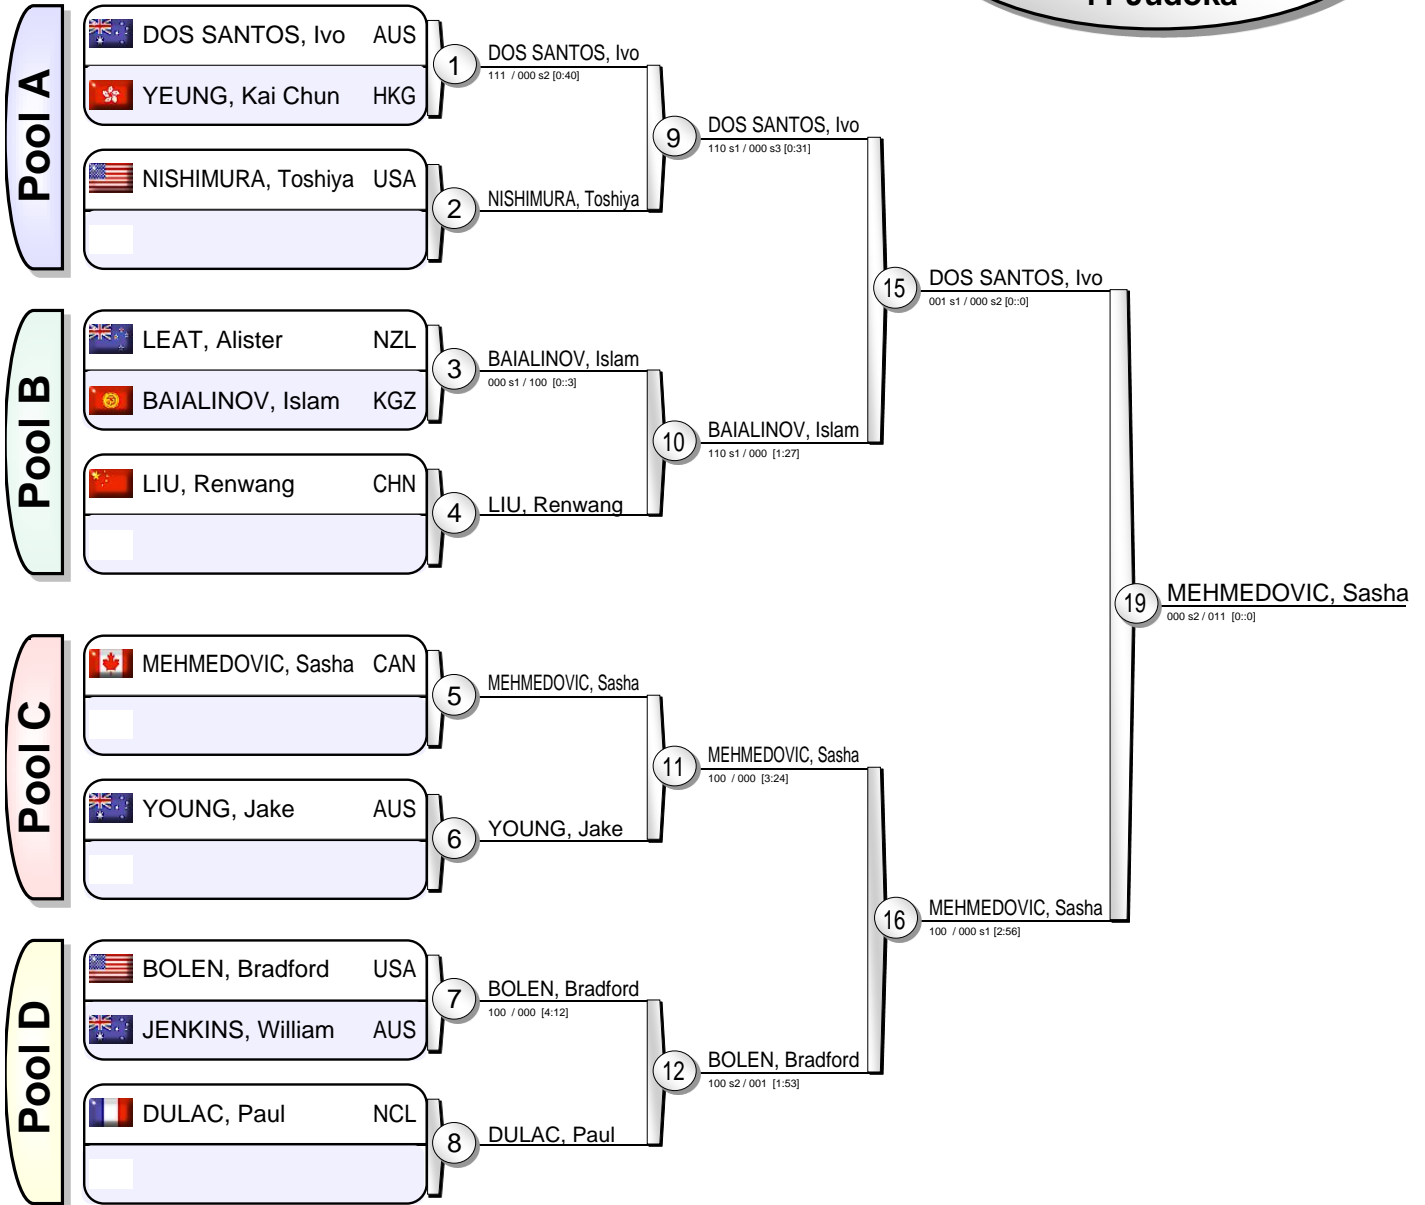 11 Judoka
Pool A
DOS SANTOS, Ivo AUS
YEUNG, Kai Chun HKG
NISHIMURA, Toshiya USA
1
DOS SANTOS, Ivo
111 / 000 s2 [0:40]
2
NISHIMURA, Toshiya
9
DOS SANTOS, Ivo
110 s1 / 000 s3 [0:31]
Pool B
LEAT, Alister NZL
BAIALINOV, Islam KGZ
LIU, Renwang CHN
3
BAIALINOV, Islam
000 s1 / 100 [0::3]
4
LIU, Renwang
10
BAIALINOV, Islam
110 s1 / 000 [1:27]
15
DOS SANTOS, Ivo
001 s1 / 000 s2 [0::0]
Pool C
MEHMEDOVIC, Sasha CAN
YOUNG, Jake AUS
5
MEHMEDOVIC, Sasha
6
YOUNG, Jake
11
MEHMEDOVIC, Sasha
100 / 000 [3:24]
Pool D
BOLEN, Bradford USA
JENKINS, William AUS
DULAC, Paul NCL
7
BOLEN, Bradford
100 / 000 [4:12]
8
DULAC, Paul
12
BOLEN, Bradford
100 s2 / 001 [1:53]
16
MEHMEDOVIC, Sasha
100 / 000 s1 [2:56]
19
MEHMEDOVIC, Sasha
000 s2 / 011 [0::0]